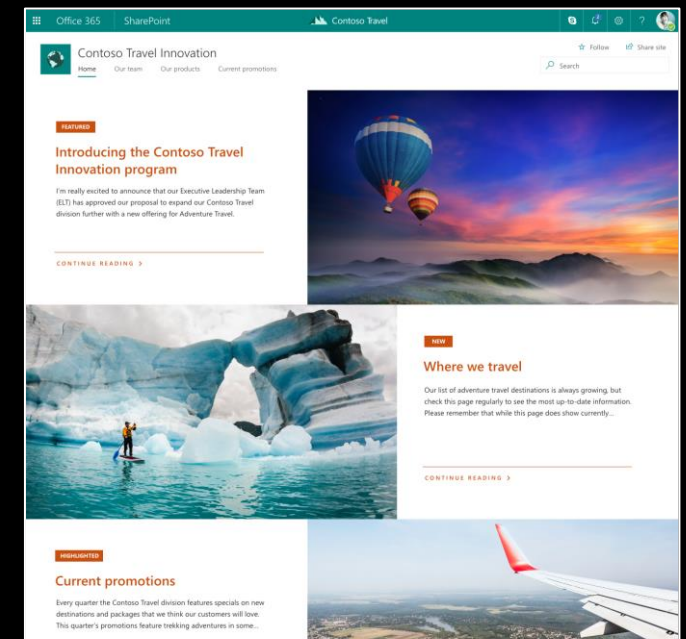 Office 365 SharePoint Contoso Travel ?
Contoso Travel Innovation
Follow Share site
Home Our team Our products Current promotions
Search
FEATURED
Introducing the Contoso Travel
Innovation program
I'm really excited to announce that our Executive Leadership Team
(ELT) has approved our proposal to expand our Contoso Travel
division further with a new offering for Adventure Travel.
CONTINUE READING >
NEW
Where we travel
Our list of adventure travel destinations is always growing, but
check this page regularly to see the most up-to-date information.
Please remember that while this page does show currently...
CONTINUE READING >
HIGHLIGHTED
Current promotions
Every quarter the Contoso Travel division features specials on new
destinations and packages that we think our customers will love.
This quarter's promotions feature trekking adventures in some...